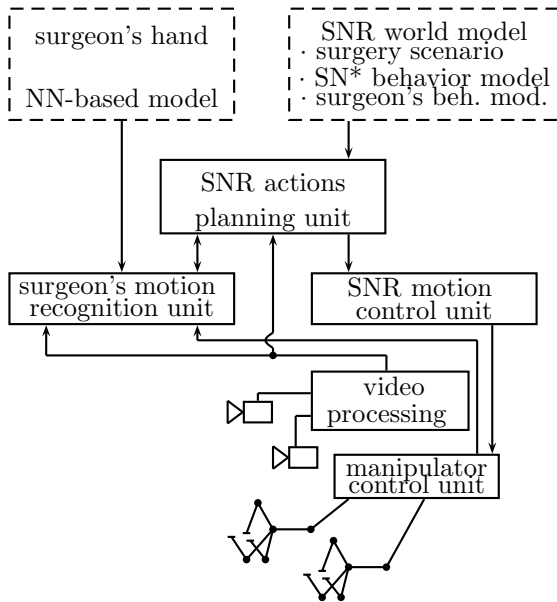 surgeon's hand
NN-based model
SNR world model
· surgery scenario
· SN* behavior model
· surgeon's beh. mod.
SNR actions
planning unit
surgeon's motion
recognition unit
SNR motion
control unit
video
processing
manipulator
control unit